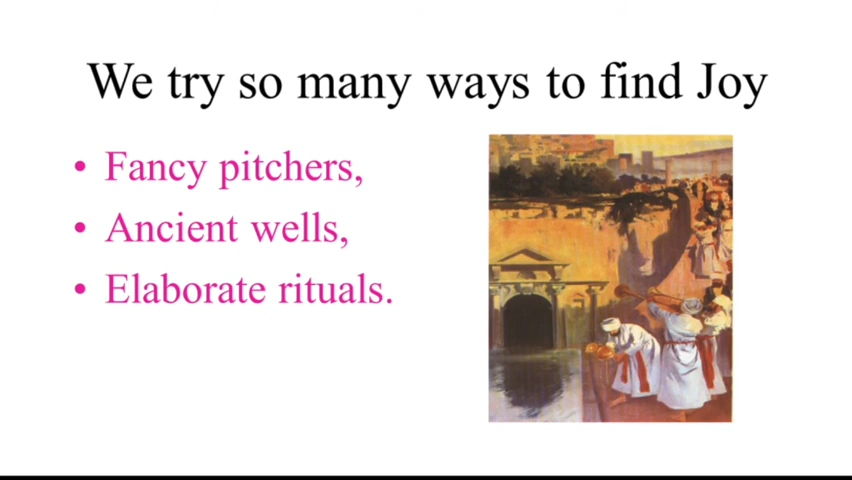 We try so many ways to find Joy
• Fancy pitchers,
• Ancient wells,
• Elaborate rituals.